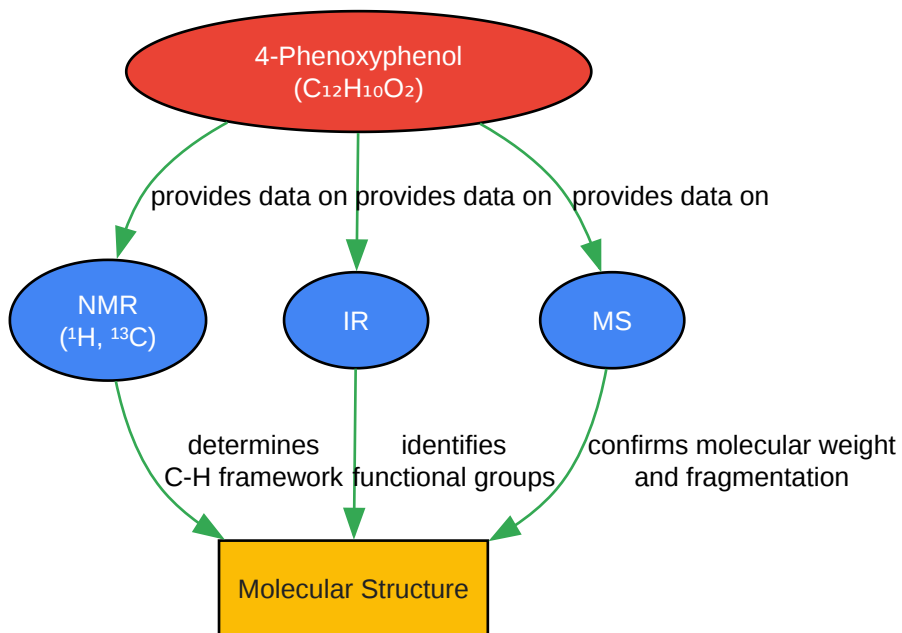 4-Phenoxyphenol
(C₁₂H₁₀O₂)
provides data on
provides data on
provides data on
NMR
(¹H, ¹³C)
IR
MS
determines
C-H framework
identifies
functional groups
confirms molecular weight
and fragmentation
Molecular Structure